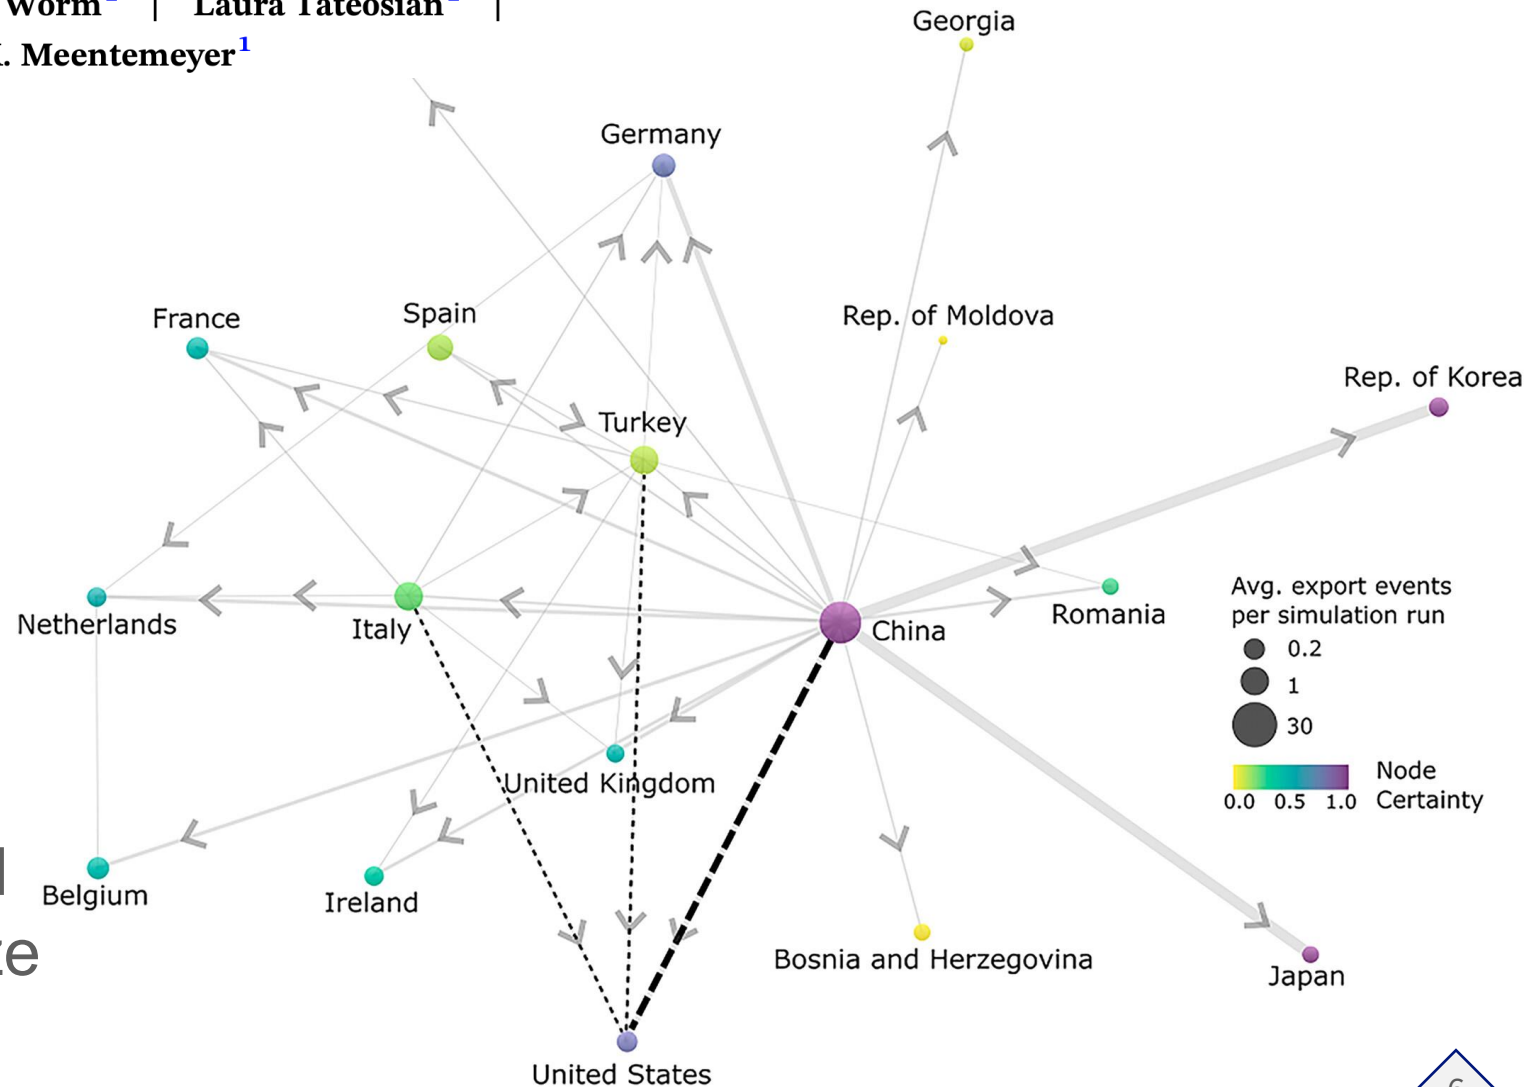 Worm¹ | Laura Tateosian¹ |
K. Meentemeyer¹
Georgia
Germany
France
Spain
Rep. of Moldova
Rep. of Korea
Turkey
Netherlands
Italy
China
Romania
Avg. export events
per simulation run
0.2
1
30
Node
Certainty
0.0 0.5 1.0
United Kingdom
Belgium
Ireland
Bosnia and Herzegovina
Japan
United States